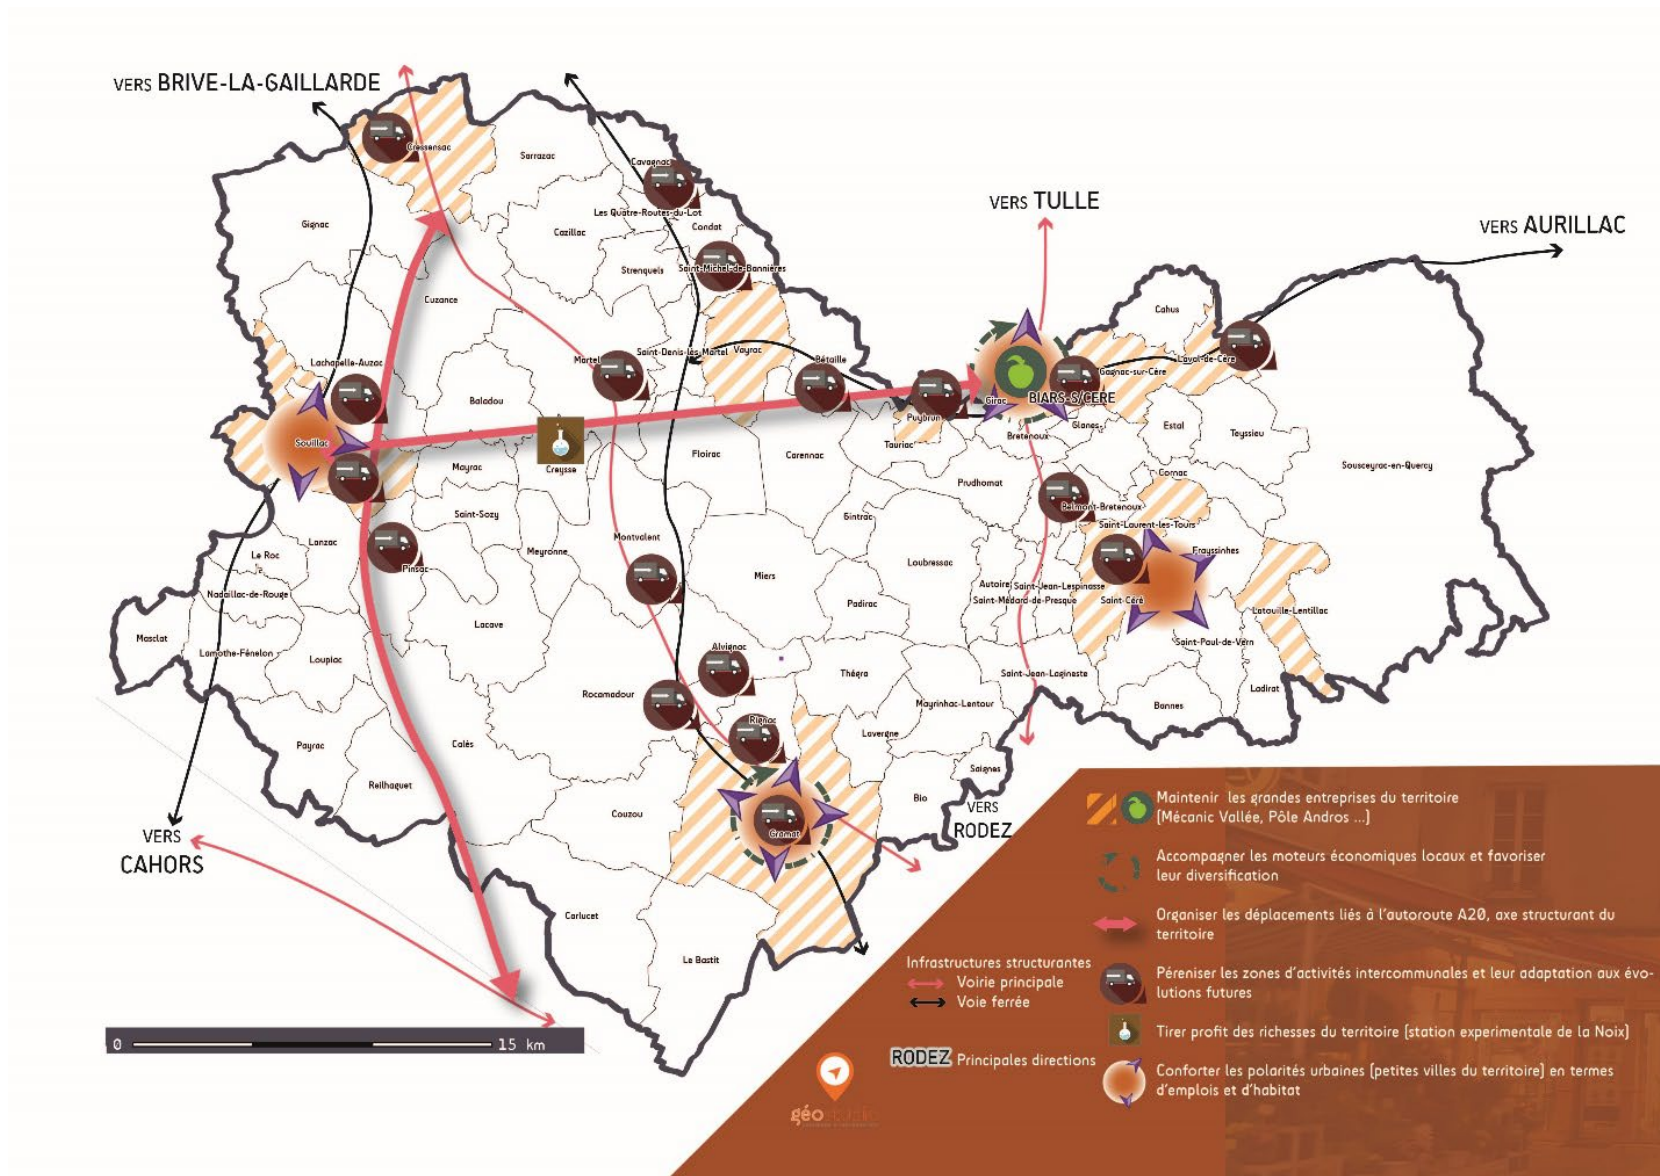 VERS BRIVE-LA-GAILLARDE
VERS TULLE
VERS AURILLAC
Cressensac
Sarrazac
Cavagnac
Gignac
Les Quatre-Routes-du-Lot
Cazillac
Condat
Strenquels
Saint-Michel-de-Bannières
Cuzance
Cahus
Lachapelle-Auzac
Martel
Saint-Denis-lès-Martel
Vayrac
Bétaille
Laval-de-Cère
Gagnac-sur-Cère
Baladou
Girac
BIARS-S/CERE
Puybrun
Glanes
Estal
Teyssieu
Souillac
Bretenoux
Tauriac
Mayrac
Creysse
Floirac
Carennac
Sousceyrac-en-Quercy
Cornac
Prudhomat
Belmont-Bretenoux
Saint-Sozy
Gintrac
Saint-Laurent-les-Tours
Lanzac
Montvalent
Meyronne
Frayssinhes
Le Roc
Pinsac
Miers
Loubressac
Autoire
Saint-Jean-Lespinasse
Nadaillac-de-Rouge
Padirac
Saint-Médard-de-Presque
Saint-Céré
Latouille-Lentillac
Masclat
Lacave
Lamothe-Fénelon
Loupiac
Alvignac
Saint-Paul-de-Vern
Thégra
Saint-Jean-Lagineste
Rocamadour
Mayrinhac-Lentour
Bannes
Ladirat
Rignac
Lavergne
Payrac
Calès
Saignes
Reilhaguet
Bio
Couzou
Gramat
VERS
RODEZ
VERS
CAHORS
Carlucet
Le Bastit
0 15 km
Maintenir les grandes entreprises du territoire
(Mécanic Vallée, Pôle Andros ...)
Accompagner les moteurs économiques locaux et favoriser
leur diversification
Organiser les déplacements liés à l'autoroute A20, axe structurant du
territoire
Infrastructures structurantes
Voirie principale
Voie ferrée
Péreniser les zones d'activités intercommunales et leur adaptation aux évo-
lutions futures
Tirer profit des richesses du territoire (station experimentale de la Noix)
RODEZ Principales directions
Conforter les polarités urbaines (petites villes du territoire) en termes
d'emplois et d'habitat
géo